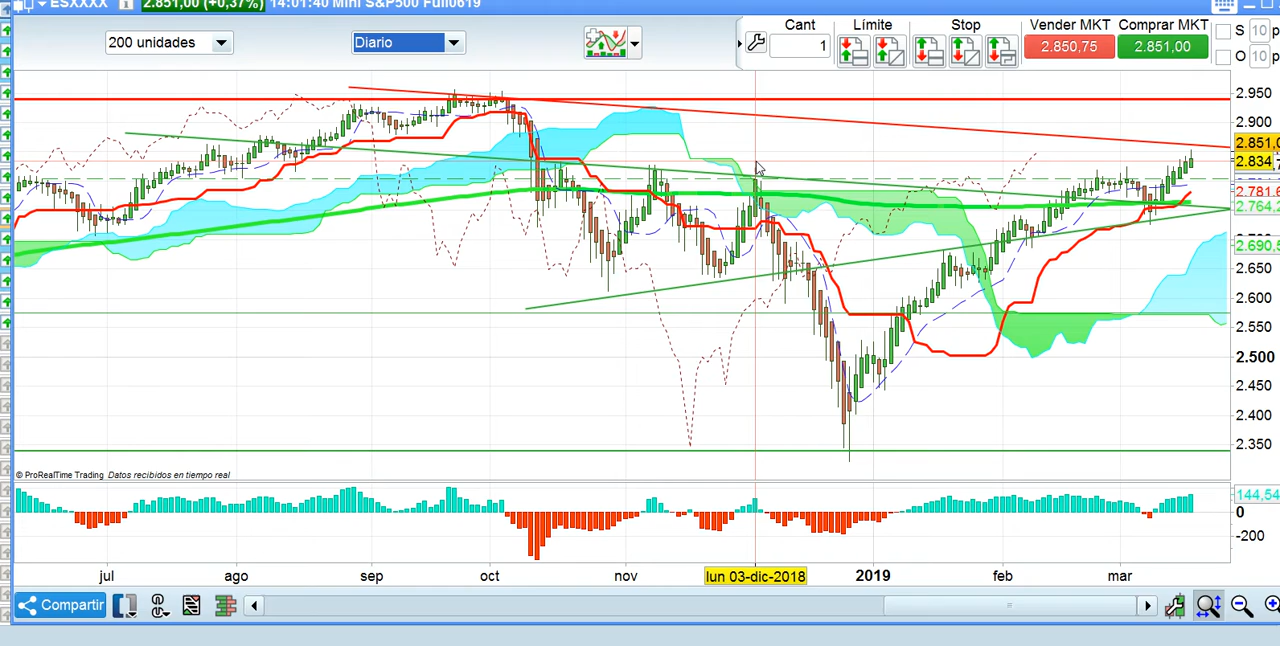 ESXXXX 2.851,00 (+0,37%) 14:01:40 Mini S&P500 Full0619
200 unidades
Diario
Cant
Límite
Stop
Vender MKT
Comprar MKT
S 10 p
1
2.850,75
2.851,00
O 10 p
2.950
2.900
2.851,0
2.834,
2.781,6
2.764,2
2.690,5
2.650
2.600
2.550
2.500
2.450
2.400
2.350
© ProRealTime Trading Datos recibidos en tiempo real
144,54
0
-200
jul
ago
sep
oct
nov
lun 03-dic-2018
2019
feb
mar
Compartir